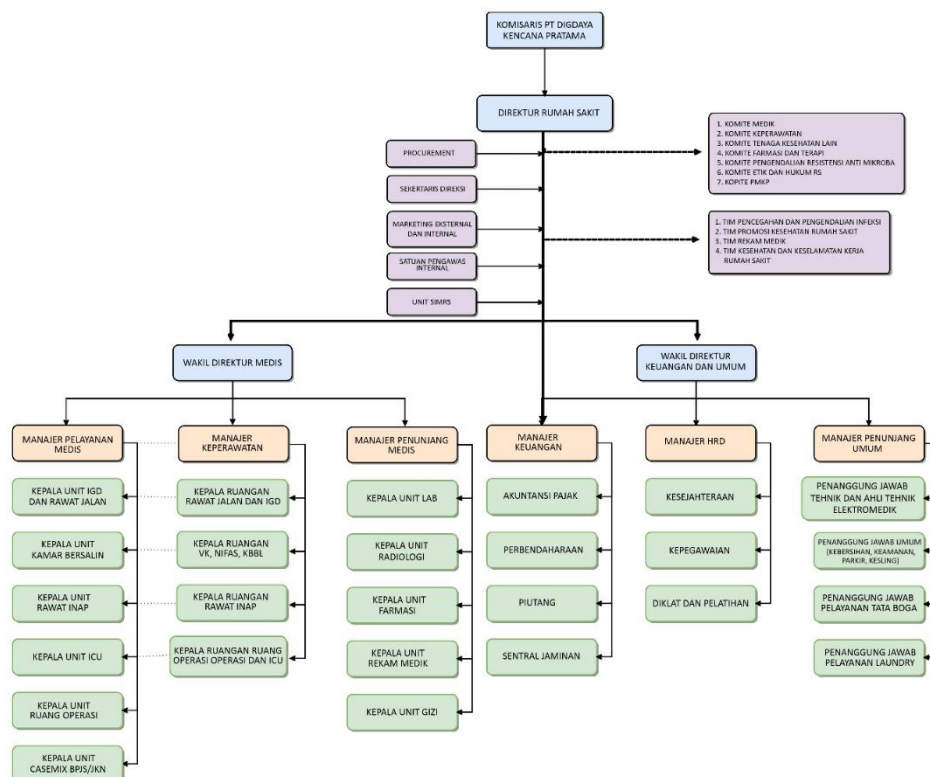 KOMISARIS PT DIGDAYA
KENCANA PRATAMA
DIREKTUR RUMAH SAKIT
PROCUREMENT
SEKERTARIS DIREKSI
MARKETING EKSTERNAL
DAN INTERNAL
SATUAN PENGAWAS
INTERNAL
UNIT SIMRS
1. KOMITE MEDIK
2. KOMITE KEPERAWATAN
3. KOMITE TENAGA KESEHATAN LAIN
4. KOMITE FARMASI DAN TERAPI
5. KOMITE PENGENDALIAN RESISTENSI ANTI MIKROBA
6. KOMITE ETIK DAN HUKUM RS
7. KOPITE PMKP
1. TIM PENCEGAHAN DAN PENGENDALIAN INFEKSI
2. TIM PROMOSI KESEHATAN RUMAH SAKIT
3. TIM REKAM MEDIK
4. TIM KESEHATAN DAN KESELAMATAN KERJA
RUMAH SAKIT
WAKIL DIREKTUR MEDIS
WAKIL DIREKTUR
KEUANGAN DAN UMUM
MANAJER PELAYANAN
MEDIS
KEPALA UNIT IGD
DAN RAWAT JALAN
KEPALA UNIT
KAMAR BERSALIN
KEPALA UNIT
RAWAT INAP
KEPALA UNIT ICU
KEPALA UNIT
RUANG OPERASI
KEPALA UNIT
CASEMIX BPJS/JKN
MANAJER
KEPERAWATAN
KEPALA RUANGAN
RAWAT JALAN DAN IGD
KEPALA RUANGAN
VK, NIFAS, KBBL
KEPALA RUANGAN
RAWAT INAP
KEPALA RUANGAN RUANG
OPERASI OPERASI DAN ICU
MANAJER PENUNJANG
MEDIS
KEPALA UNIT LAB
KEPALA UNIT
RADIOLOGI
KEPALA UNIT
FARMASI
KEPALA UNIT
REKAM MEDIK
KEPALA UNIT GIZI
MANAJER
KEUANGAN
AKUNTANSI PAJAK
PERBENDAHARAAN
PIUTANG
SENTRAL JAMINAN
MANAJER HRD
KESEJAHTERAAN
KEPEGAWAIAN
DIKLAT DAN PELATIHAN
MANAJER PENUNJANG
UMUM
PENANGGUNG JAWAB
TEHNIK DAN AHLI TEHNIK
ELEKTROMEDIK
PENANGGUNG JAWAB UMUM
(KEBERSIHAN, KEAMANAN,
PARKIR, KESLING)
PENANGGUNG JAWAB
PELAYANAN TATA BOGA
PENANGGUNG JAWAB
PELAYANAN LAUNDRY